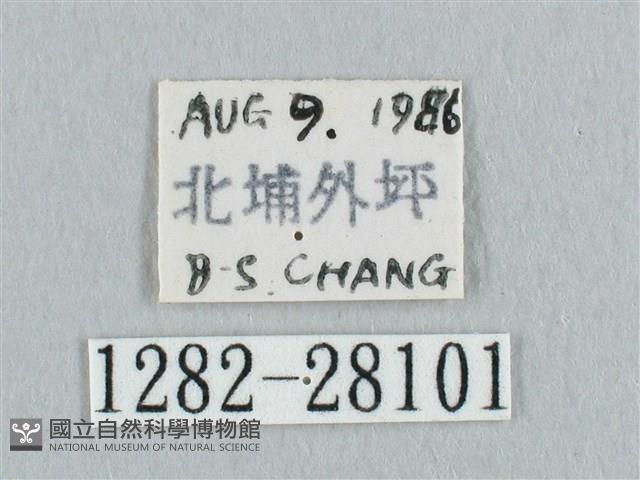 AUG 9. 1986
北埔外坪
B-S. CHANG
1282-28101
國立自然科學博物館
NATIONAL MUSEUM OF NATURAL SCIENCE